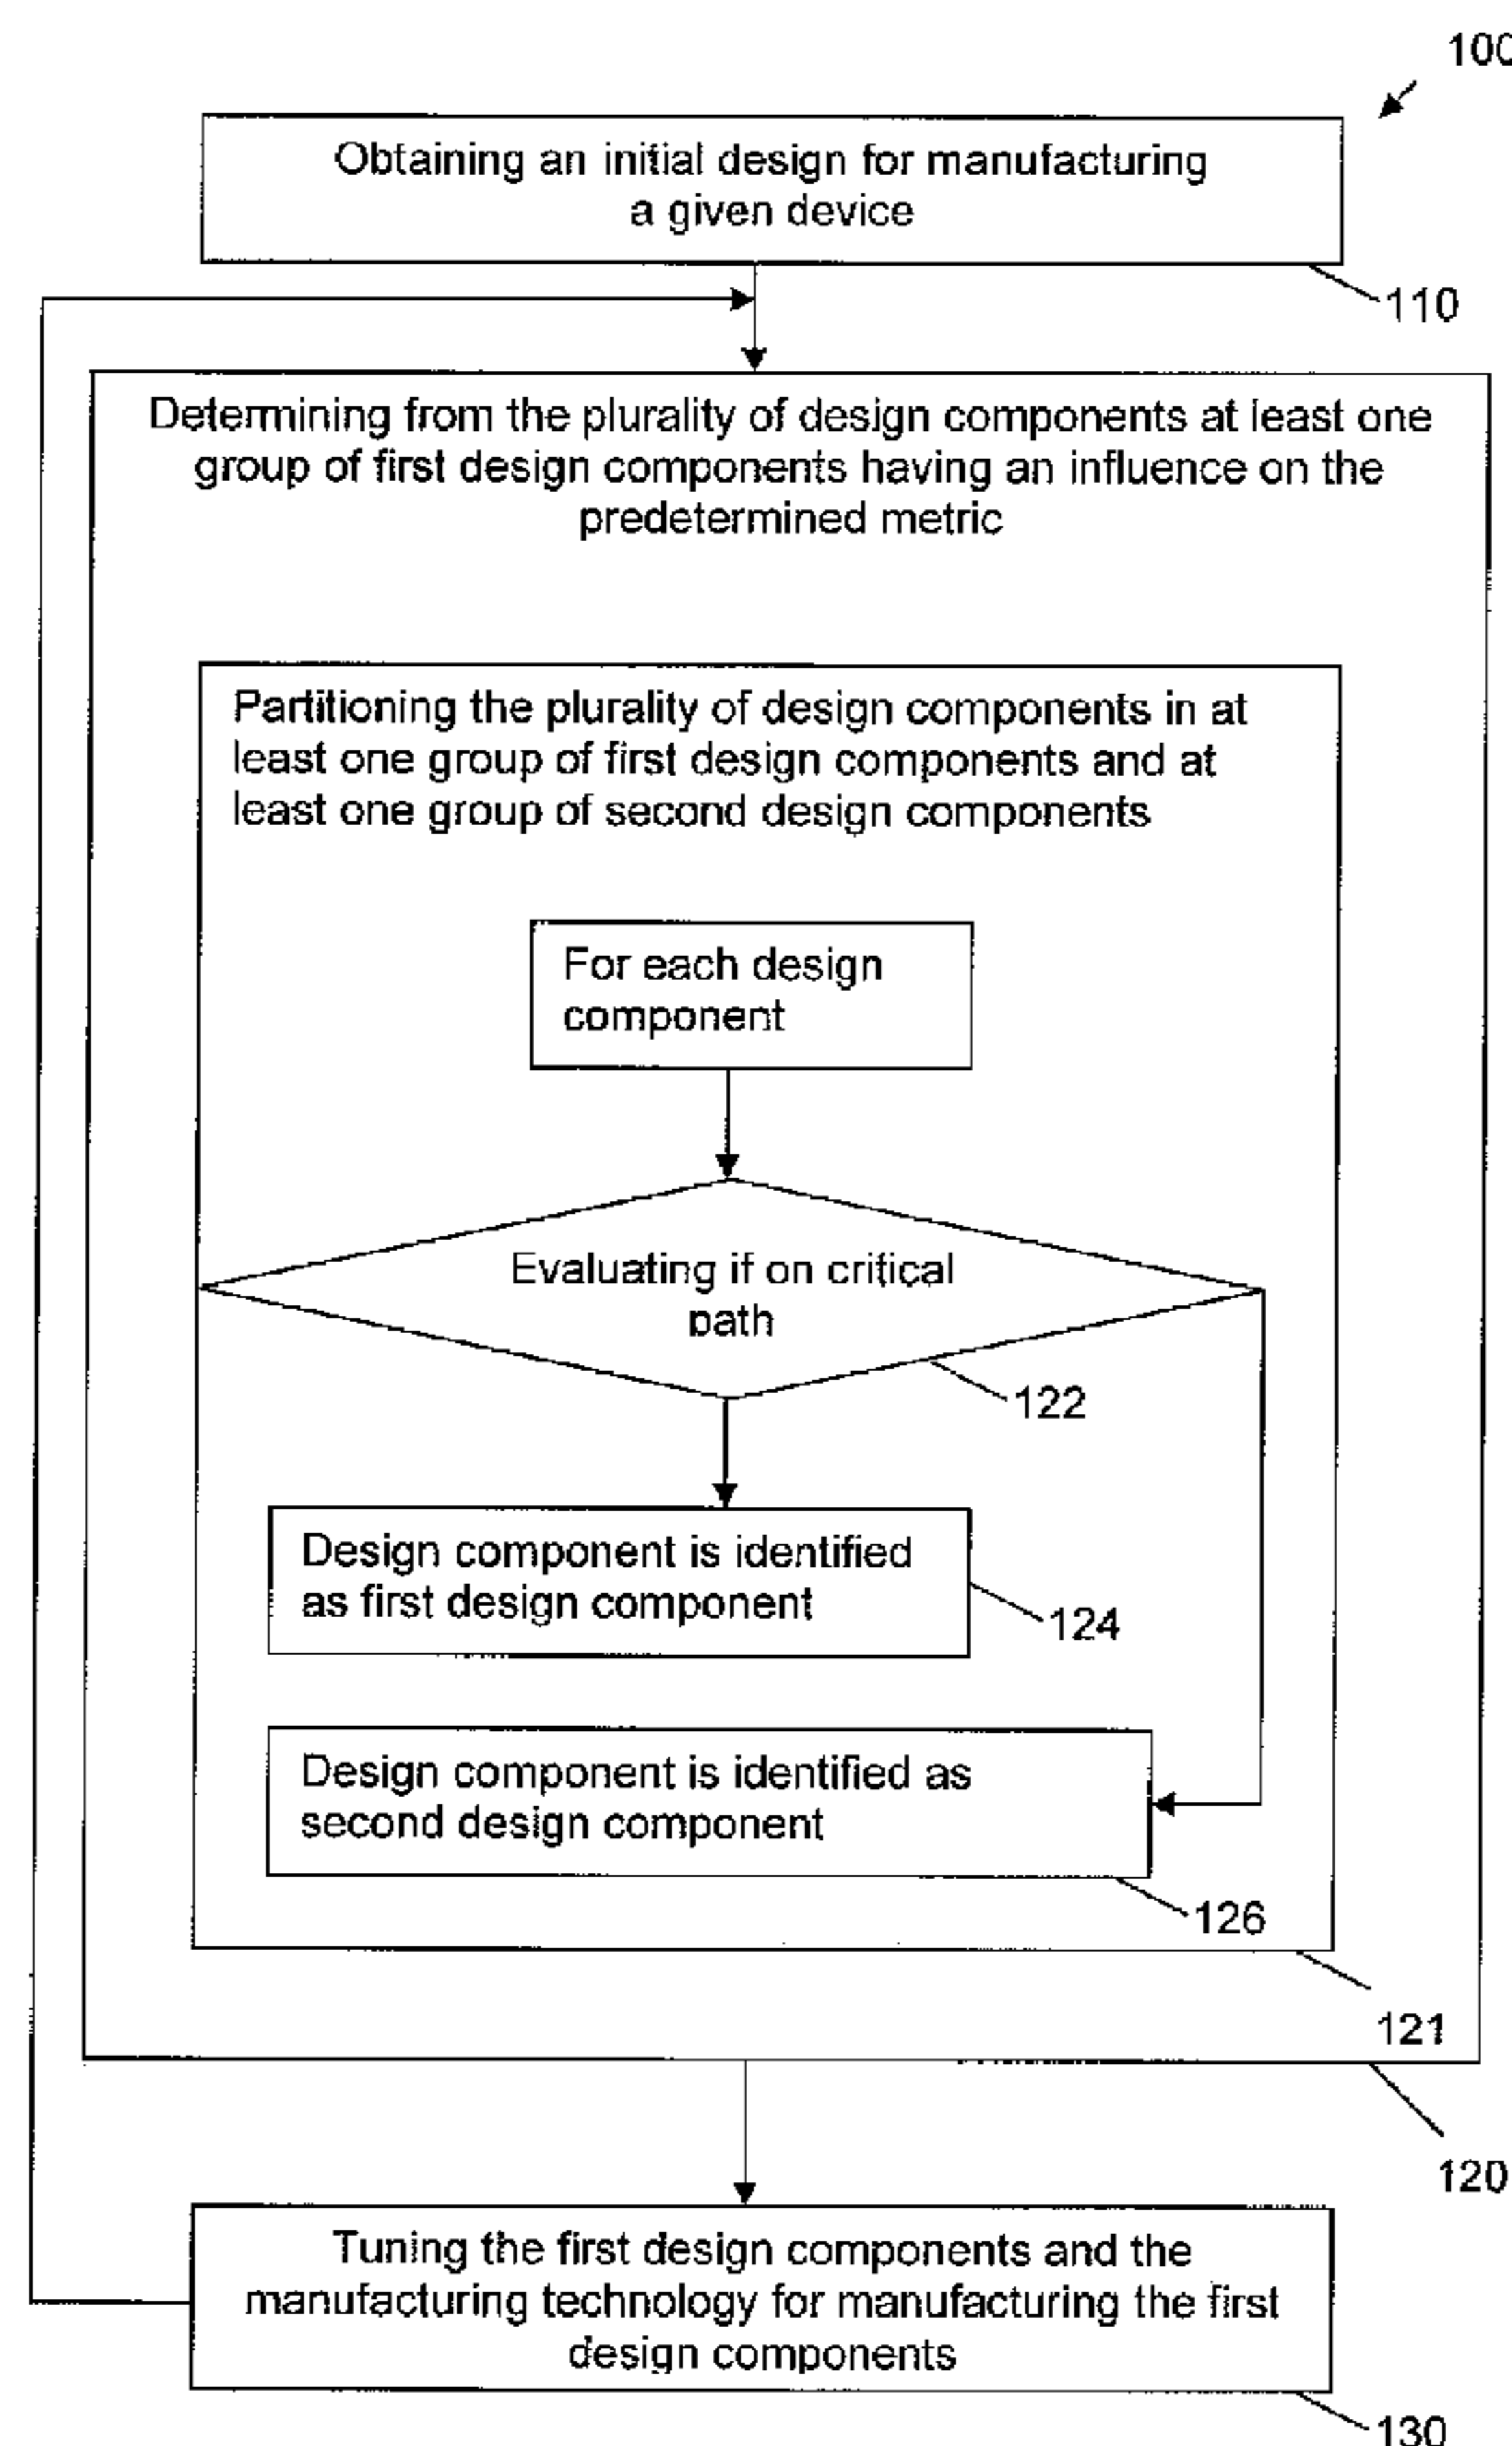 100
Obtaining an initial design for manufacturing
a given device
110
Determining from the plurality of design components at least one
group of first design components having an influence on the
predetermined metric
Partitioning the plurality of design components in at
least one group of first design components and at
least one group of second design components
For each design
component
Evaluating if on critical
path
122
Design component is identified
as first design component
124
Design component is identified as
second design component
126
121
120
Tuning the first design components and the
manufacturing technology for manufacturing the first
design components
130